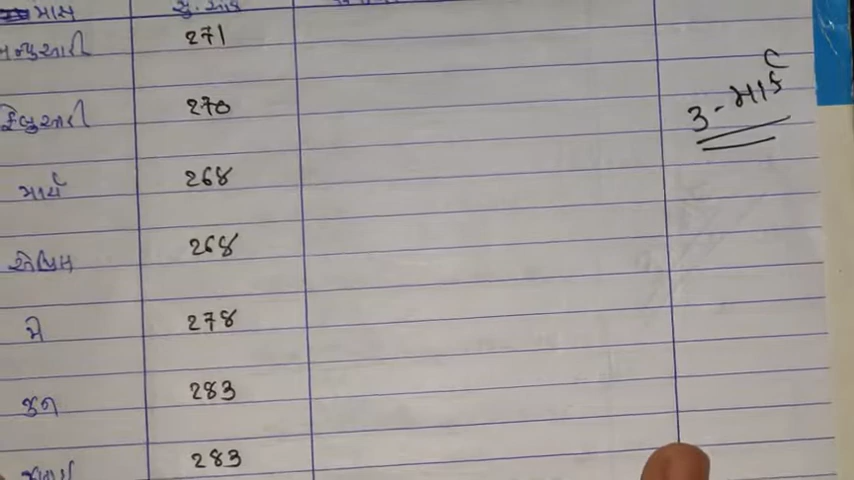 માસ સુ. આંક
જાન્યુઆરી 271
ફેબ્રુઆરી 270
3 - માર્ક
માર્ચ 268
એપ્રિલ 268
મે 278
જુન 283
જુલાઈ 283